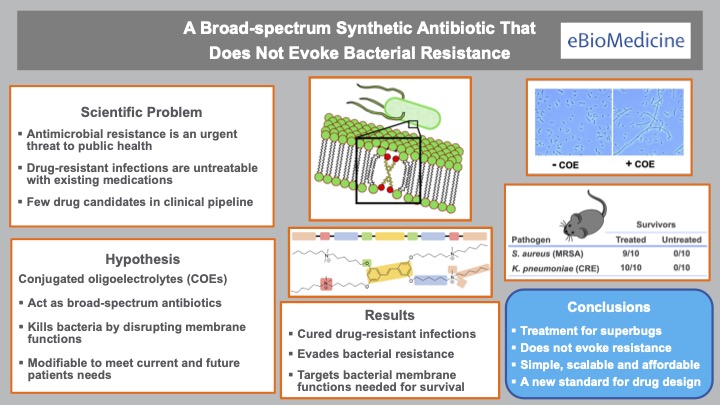 A Broad-spectrum Synthetic Antibiotic That
Does Not Evoke Bacterial Resistance
eBioMedicine
Scientific Problem
▪ Antimicrobial resistance is an urgent
threat to public health
▪ Drug-resistant infections are untreatable
with existing medications
▪ Few drug candidates in clinical pipeline
Hypothesis
Conjugated oligoelectrolytes (COEs)
▪ Act as broad-spectrum antibiotics
▪ Kills bacteria by disrupting membrane
functions
▪ Modifiable to meet current and future
patients needs
Results
▪ Cured drug-resistant infections
▪ Evades bacterial resistance
▪ Targets bacterial membrane
functions needed for survival
- COE + COE
Survivors
Pathogen Treated Untreated
S. aureus (MRSA) 9/10 0/10
K. pneumoniae (CRE) 10/10 0/10
Conclusions
▪ Treatment for superbugs
▪ Does not evoke resistance
▪ Simple, scalable and affordable
▪ A new standard for drug design